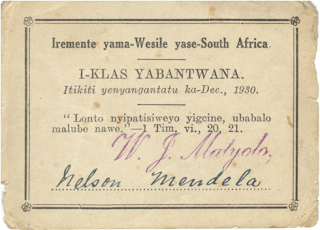 Iremente yama-Wesile yase-South Africa.
I-KLAS YABANTWANA.
Itikiti yenyangantatu ka-Dec., 1930.
"Lonto nyipatisiweyo yigcine, ubabalo
malube nawe."—1 Tim. vi., 20, 21.
W. J. Matyolo.
Nelson Mendela